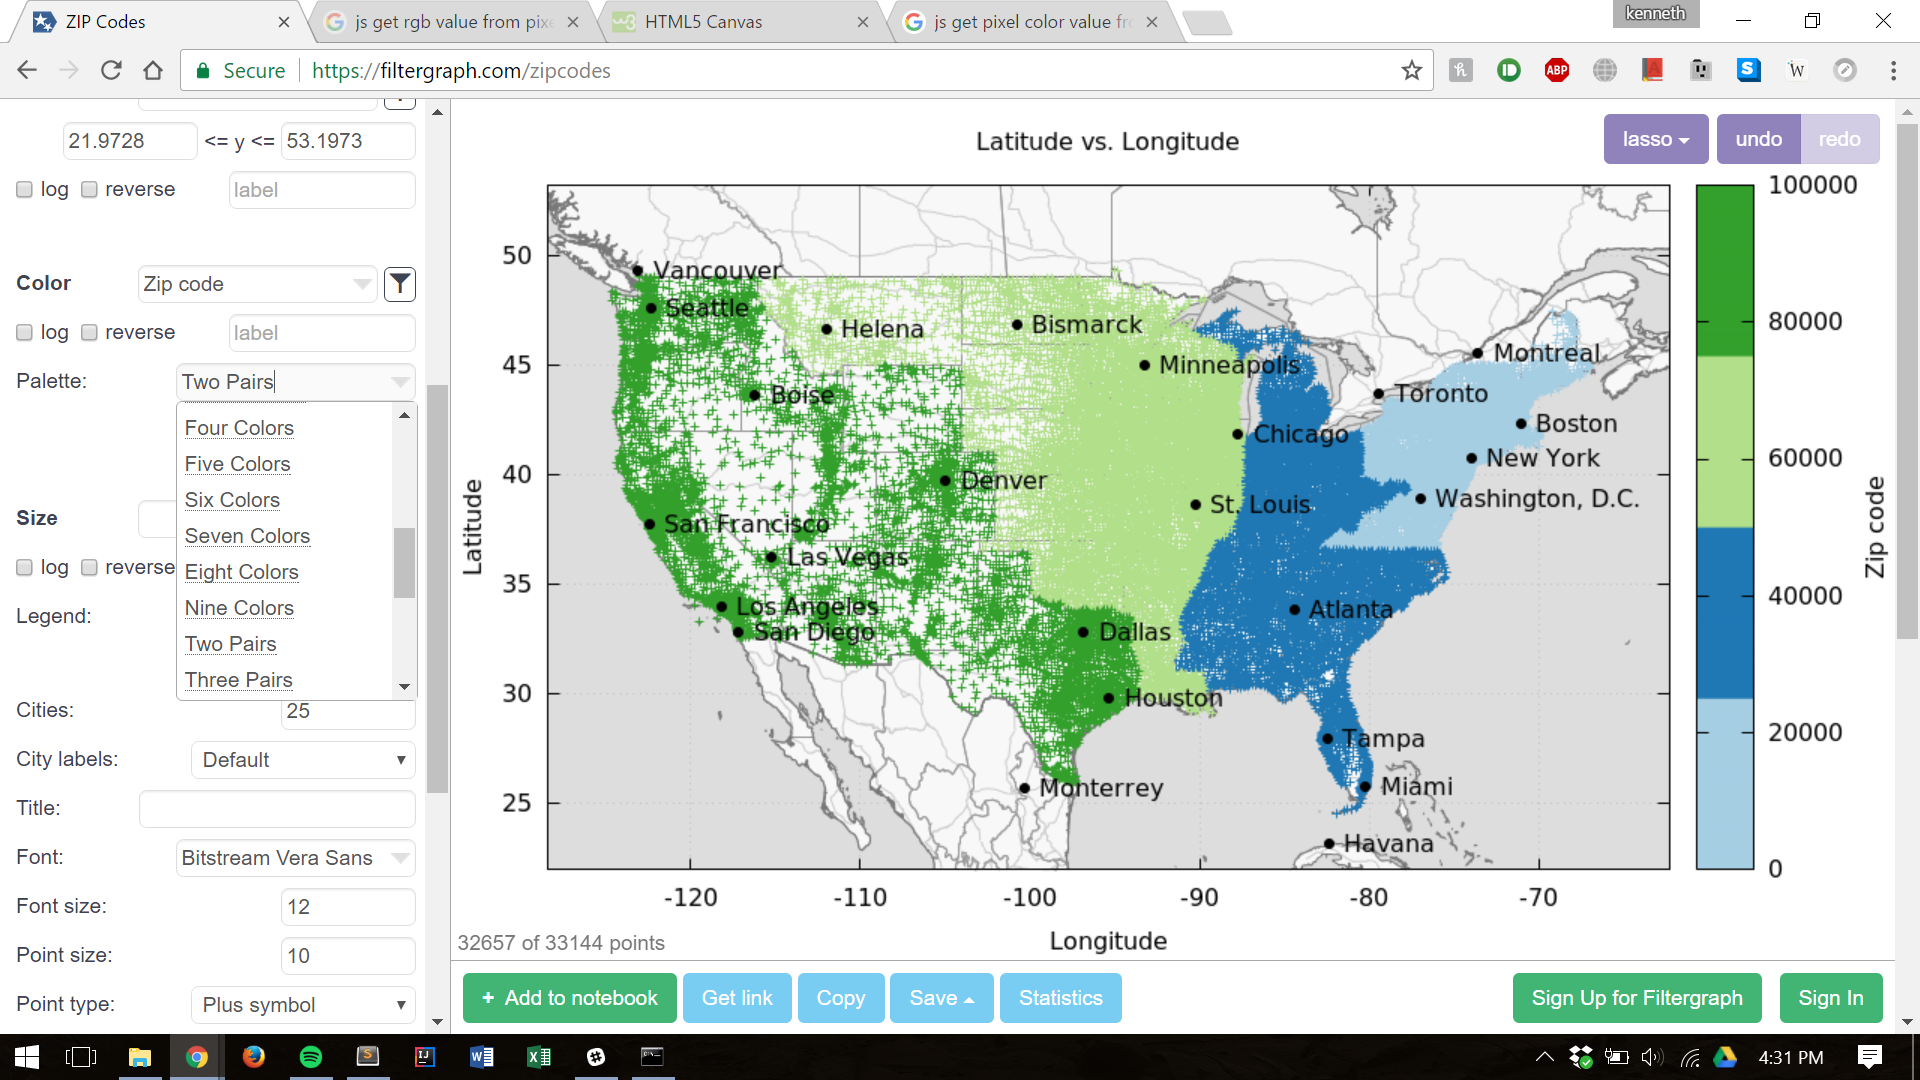 ZIP Codes
js get rgb value from pixe
HTML5 Canvas
js get pixel color value fr
kenneth
Secure
https://filtergraph.com/zipcodes
21.9728 <= y <= 53.1973
log reverse label
Color Zip code
log reverse label
Palette: Two Pairs
Four Colors
Five Colors
Six Colors
Seven Colors
Eight Colors
Nine Colors
Two Pairs
Three Pairs
Size
log reverse
Legend:
Cities: 25
City labels: Default
Title:
Font: Bitstream Vera Sans
Font size: 12
Point size: 10
Point type: Plus symbol
Latitude vs. Longitude
lasso
undo
redo
Latitude
50
45
40
35
30
25
Vancouver
Seattle
Helena
Bismarck
Minneapolis
Montreal
Boise
Toronto
Boston
Chicago
New York
Denver
St. Louis
Washington, D.C.
San Francisco
Las Vegas
Los Angeles
Atlanta
San Diego
Dallas
Houston
Tampa
Monterrey
Miami
Havana
-120
-110
-100
-90
-80
-70
Longitude
100000
80000
60000
40000
20000
0
Zip code
32657 of 33144 points
+ Add to notebook
Get link
Copy
Save
Statistics
Sign Up for Filtergraph
Sign In
4:31 PM